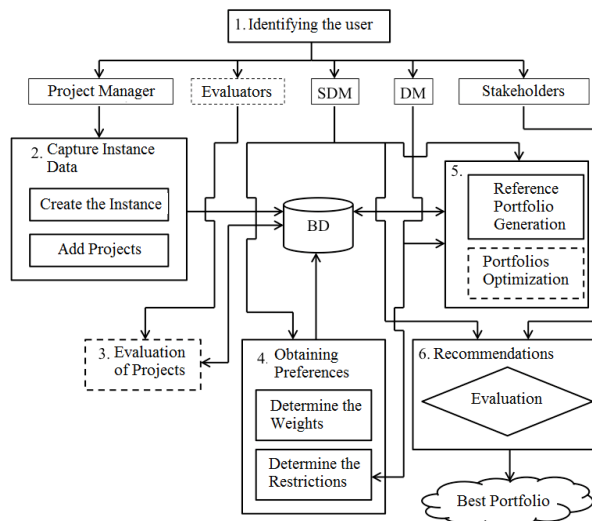 1. Identifying the user
Project Manager
Evaluators
SDM
DM
Stakeholders
2. Capture Instance
Data
Create the Instance
Add Projects
BD
5.
Reference
Portfolio
Generation
Portfolios
Optimization
3. Evaluation
of Projects
4. Obtaining
Preferences
Determine the
Weights
Determine the
Restrictions
6. Recommendations
Evaluation
Best Portfolio